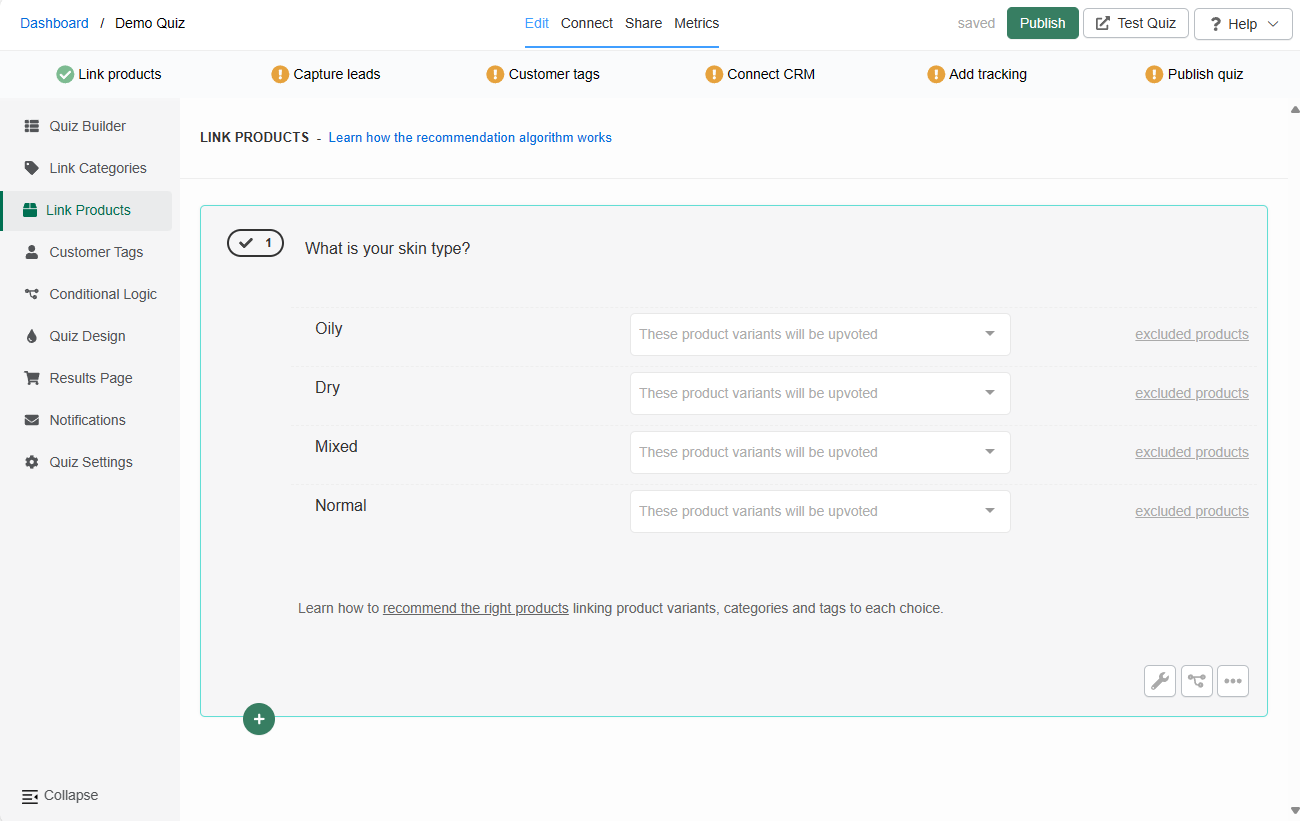 Dashboard / Demo Quiz Edit Connect Share Metrics saved Publish Test Quiz ? Help
Link products Capture leads Customer tags Connect CRM Add tracking Publish quiz
Quiz Builder
Link Categories
Link Products
Customer Tags
Conditional Logic
Quiz Design
Results Page
Notifications
Quiz Settings
Collapse
LINK PRODUCTS - Learn how the recommendation algorithm works
1 What is your skin type?
Oily These product variants will be upvoted excluded products
Dry These product variants will be upvoted excluded products
Mixed These product variants will be upvoted excluded products
Normal These product variants will be upvoted excluded products
Learn how to recommend the right products linking product variants, categories and tags to each choice.